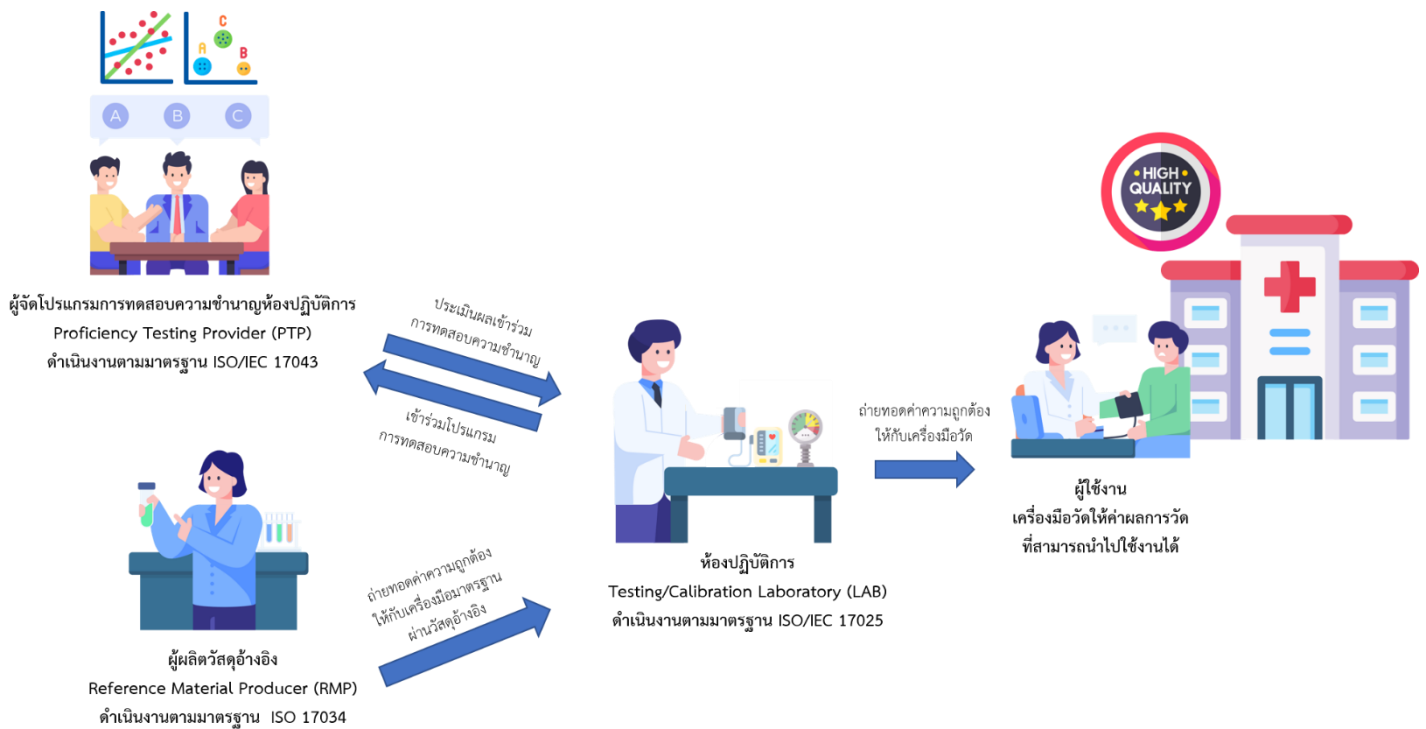 C
A
B
A
B
C
ผู้จัดโปรแกรมการทดสอบความชำนาญห้องปฏิบัติการ
Proficiency Testing Provider (PTP)
ดำเนินงานตามมาตรฐาน ISO/IEC 17043
ประเมินผลเข้าร่วม
การทดสอบความชำนาญ
เข้าร่วมโปรแกรม
การทดสอบความชำนาญ
ผู้ผลิตวัสดุอ้างอิง
Reference Material Producer (RMP)
ดำเนินงานตามมาตรฐาน ISO 17034
ถ่ายทอดค่าความถูกต้อง
ให้กับเครื่องมือมาตรฐาน
ผ่านวัสดุอ้างอิง
ห้องปฏิบัติการ
Testing/Calibration Laboratory (LAB)
ดำเนินงานตามมาตรฐาน ISO/IEC 17025
ถ่ายทอดค่าความถูกต้อง
ให้กับเครื่องมือวัด
HIGH
QUALITY
ผู้ใช้งาน
เครื่องมือวัดให้ค่าผลการวัด
ที่สามารถนำไปใช้งานได้